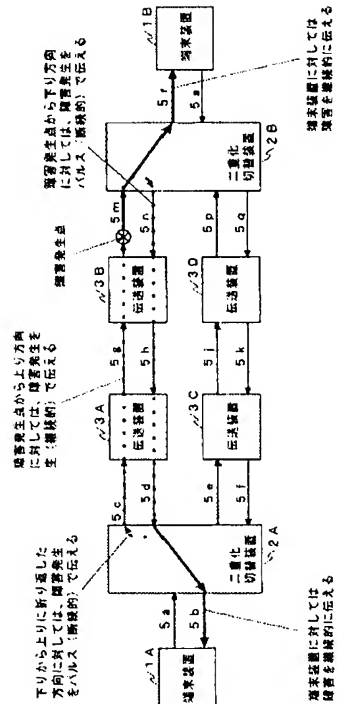 下りから上りに折り返した
方向に対しては、障害発生
をパルス(断続的)で伝える
障害発生点から上り方向
に対しては、障害発生を
生(継続的)で伝える
障害発生点から下り方向
に対しては、障害発生を
パルス(断続的)で伝える
障害発生点
1A
端末装置
5a
5b
二重化
切替装置
2A
5c
5d
5e
5f
3A
伝送装置
3C
伝送装置
5g
5h
5j
5k
3B
伝送装置
3D
伝送装置
5m
5n
5p
5q
二重化
切替装置
2B
5r
5s
1B
端末装置
端末装置に対しては
障害を継続的に伝える
端末装置に対しては
障害を継続的に伝える